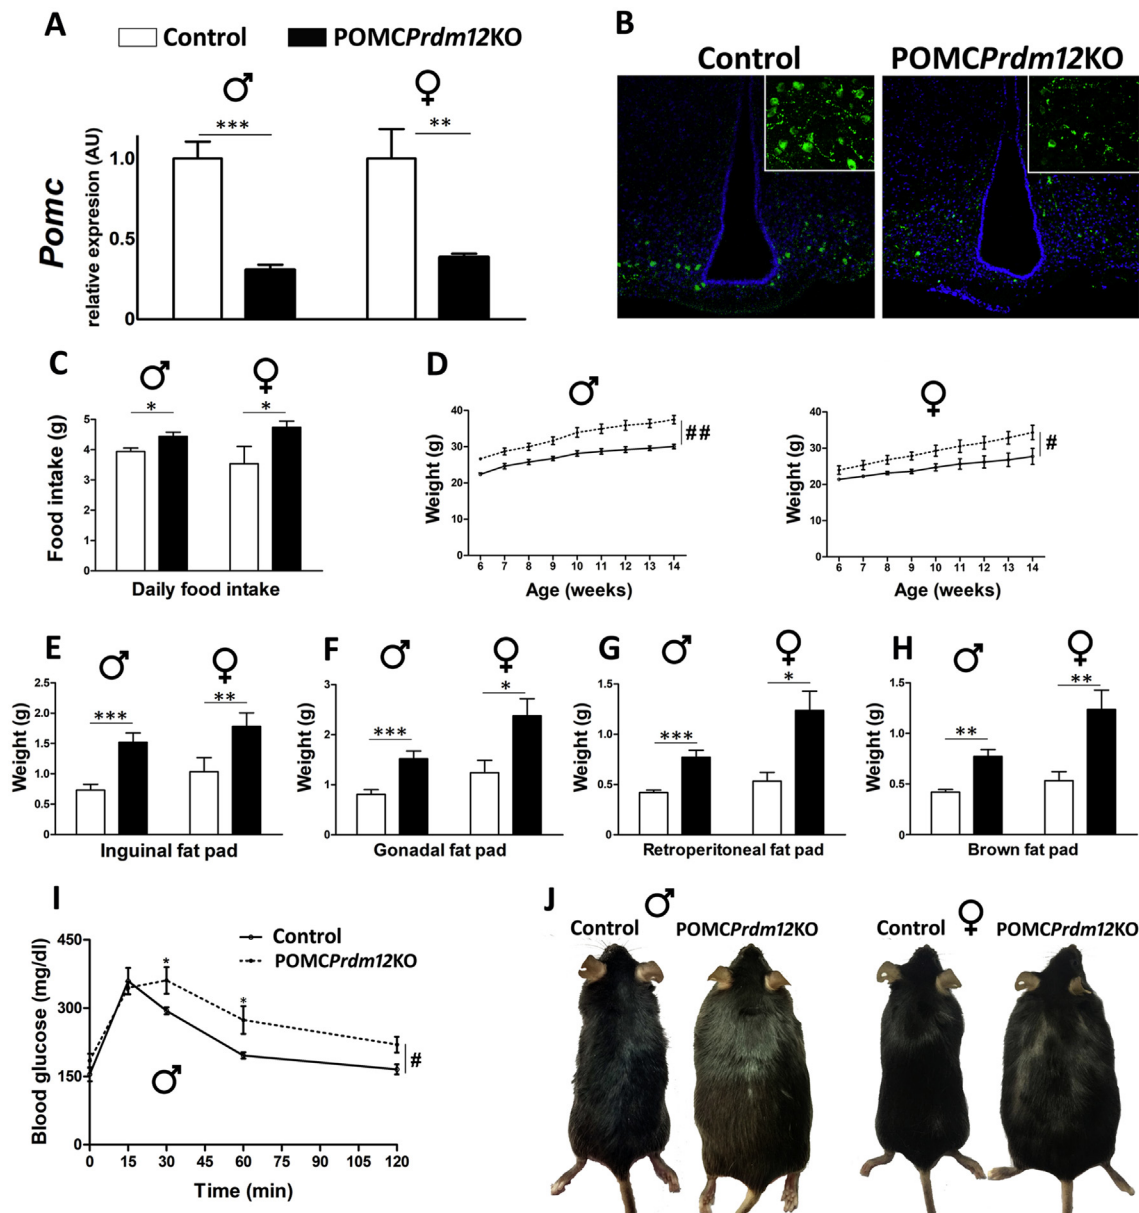 A
Control
POMCPrdm12KO
♂
♀
***
**
Pomc
relative expresion (AU)
1.0
0.5
0
B
Control
POMCPrdm12KO
C
♂
♀
*
*
Food intake (g)
5
4
3
2
1
0
Daily food intake
D
♂
Weight (g)
40
30
20
10
0
##
6 7 8 9 10 11 12 13 14
Age (weeks)
♀
Weight (g)
40
30
20
10
0
#
6 7 8 9 10 11 12 13 14
Age (weeks)
E
♂
♀
***
**
Weight (g)
2.5
2.0
1.5
1.0
0.5
0.0
Inguinal fat pad
F
♂
♀
***
*
Weight (g)
3
2
1
0
Gonadal fat pad
G
♂
♀
***
*
Weight (g)
1.5
1.0
0.5
0.0
Retroperitoneal fat pad
H
♂
♀
**
**
Weight (g)
1.5
1.0
0.5
0.0
Brown fat pad
I
Control
POMCPrdm12KO
Blood glucose (mg/dl)
450
300
150
0
*
*
#
♂
0 15 30 45 60 75 90 105 120
Time (min)
J
♂
Control
POMCPrdm12KO
♀
Control
POMCPrdm12KO